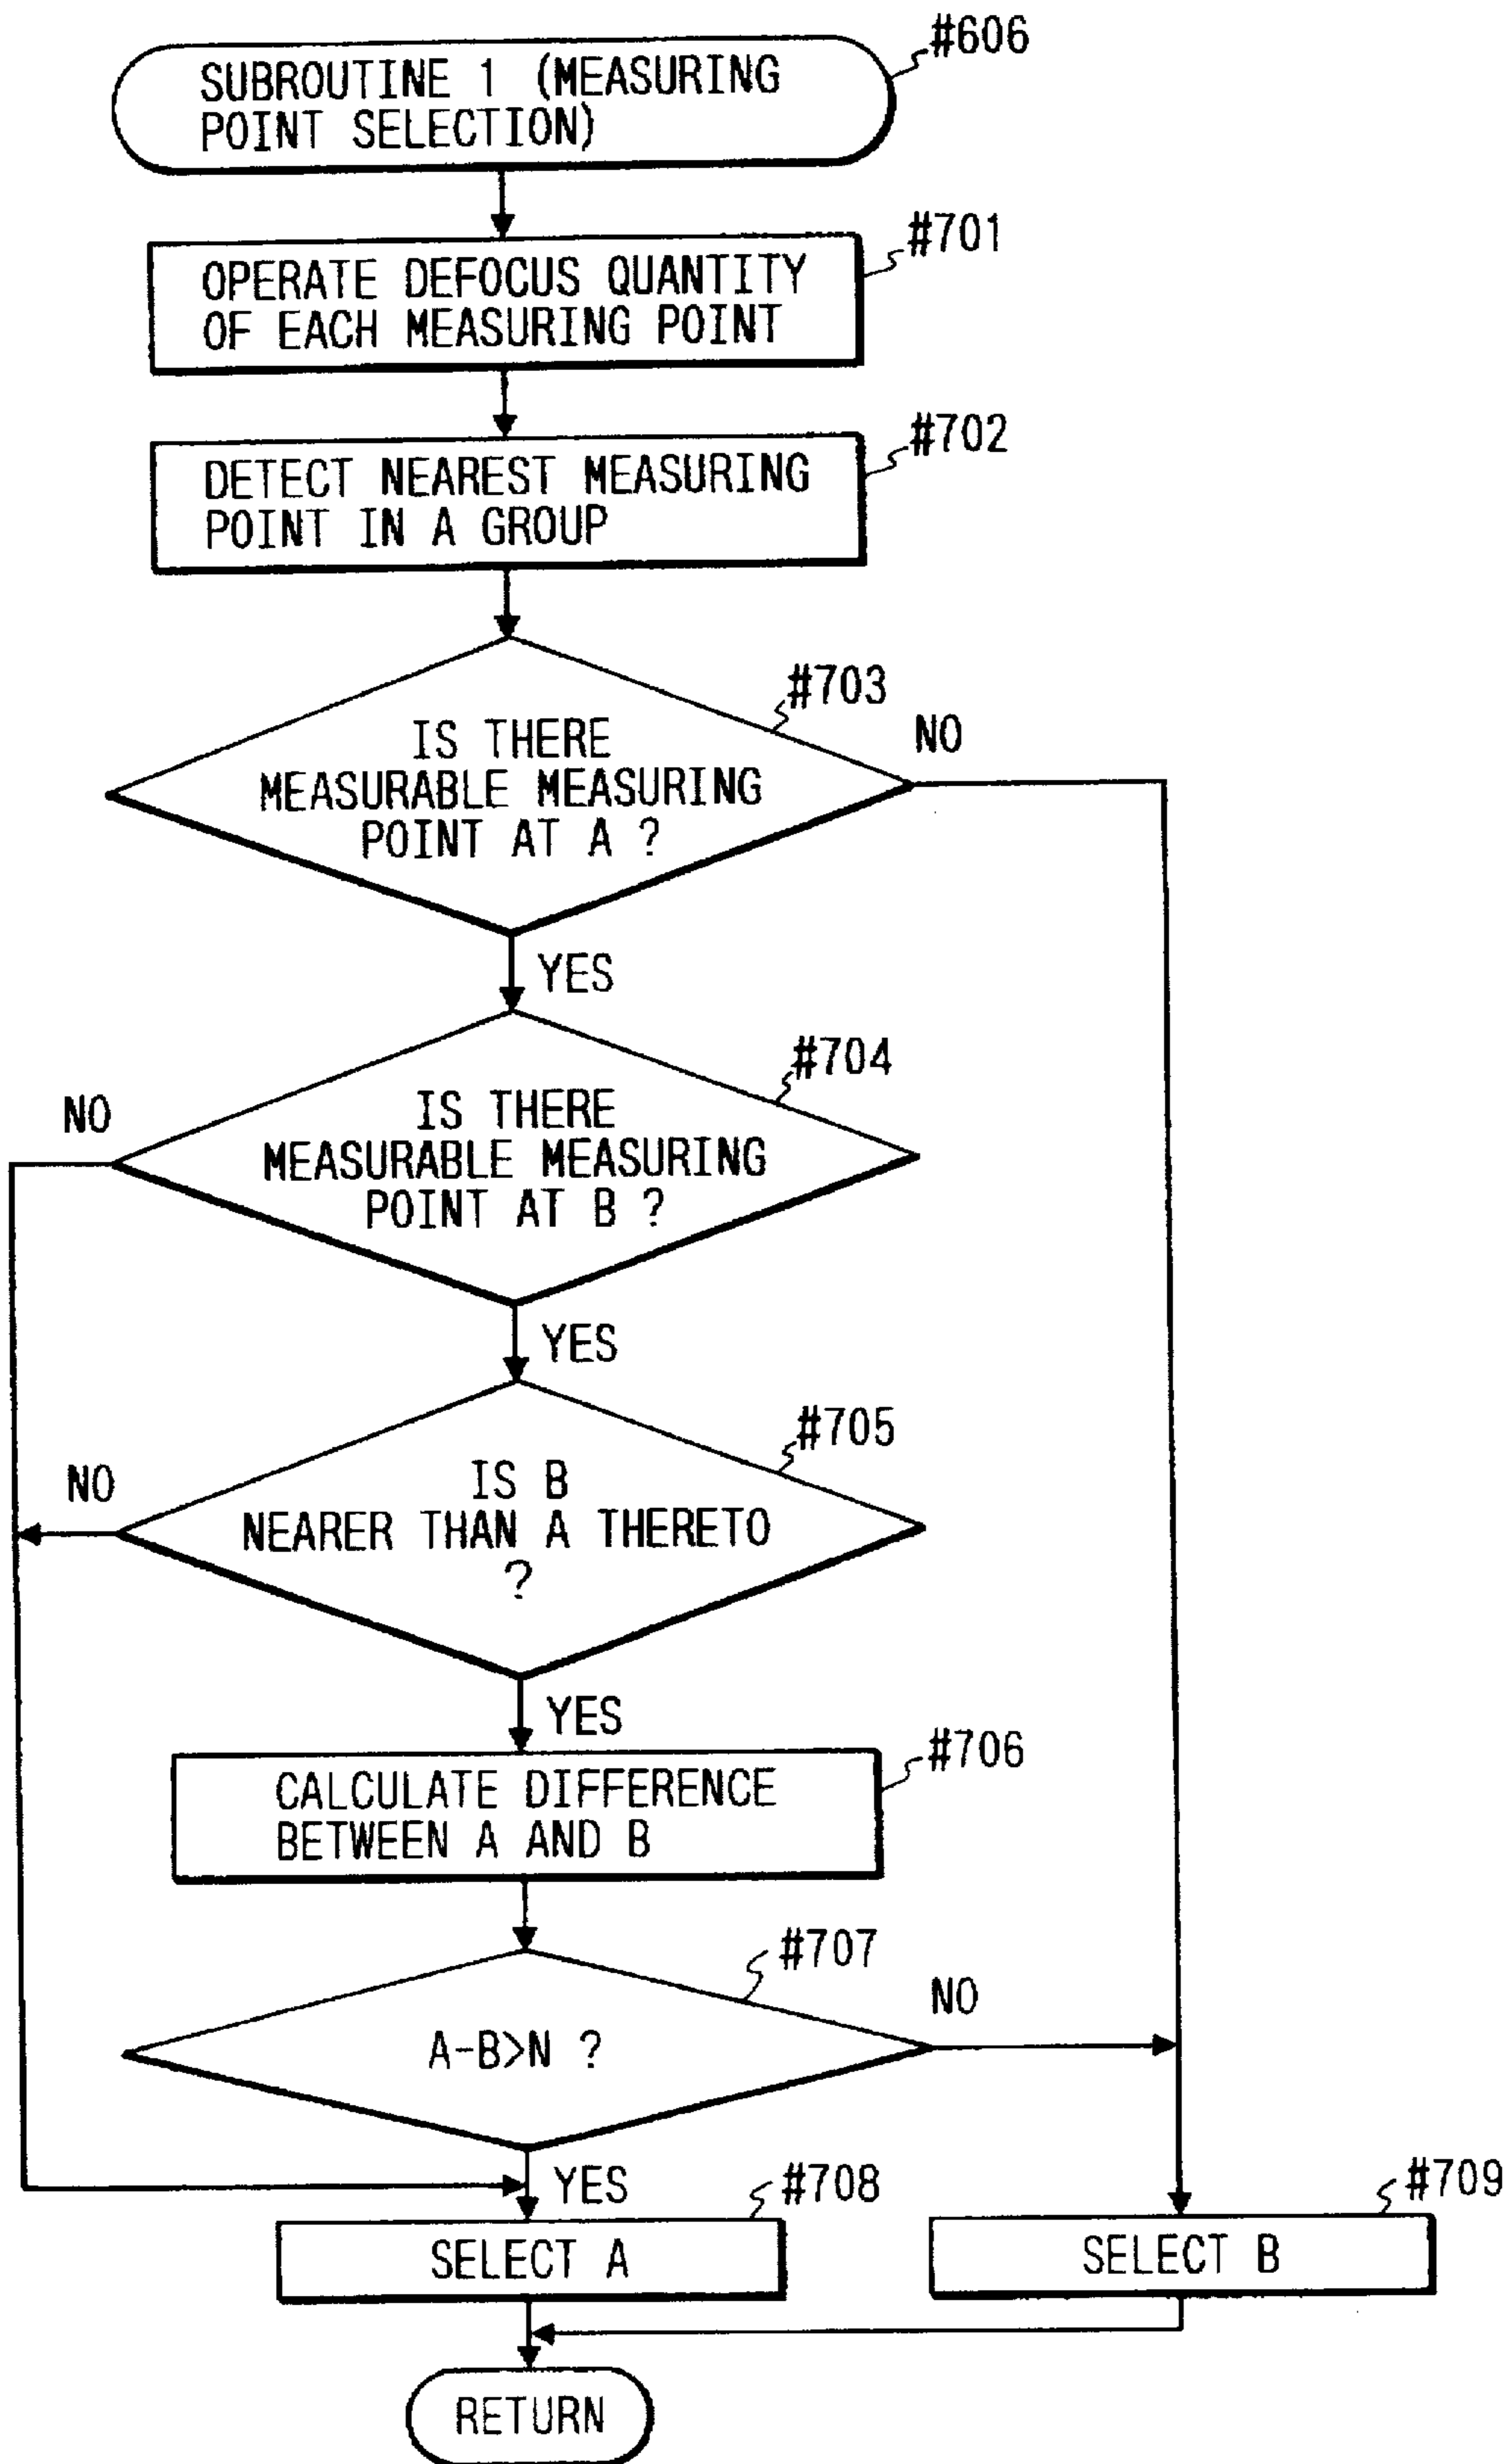 #606
SUBROUTINE 1 (MEASURING
POINT SELECTION)
#701
OPERATE DEFOCUS QUANTITY
OF EACH MEASURING POINT
#702
DETECT NEAREST MEASURING
POINT IN A GROUP
#703
IS THERE
MEASURABLE MEASURING
POINT AT A ?
NO
YES
#704
IS THERE
MEASURABLE MEASURING
POINT AT B ?
NO
YES
#705
IS B
NEARER THAN A THERETO
?
NO
YES
#706
CALCULATE DIFFERENCE
BETWEEN A AND B
#707
A-B>N ?
NO
YES
#708
SELECT A
#709
SELECT B
RETURN